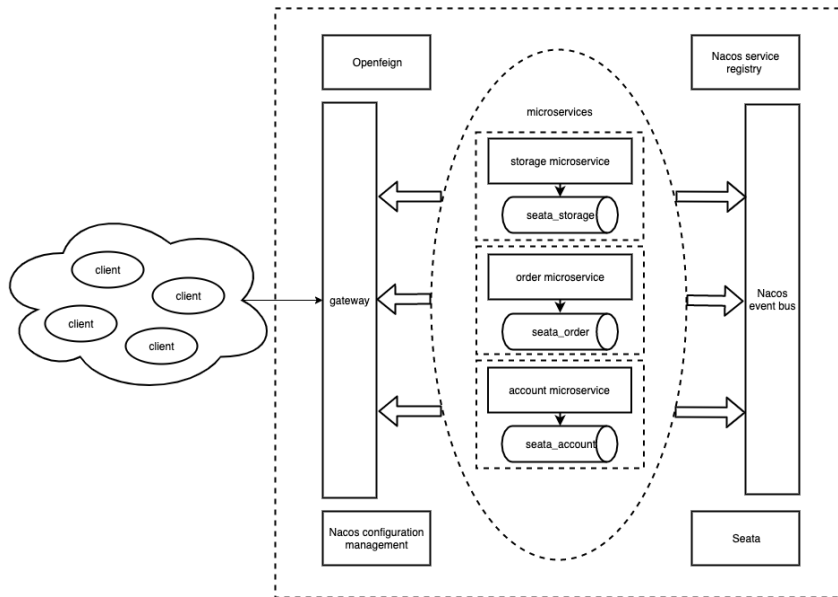 Openfeign
Nacos service
registry
microservices
storage microservice
seata_storage
order microservice
seata_order
account microservice
seata_account
client
client
client
client
gateway
Nacos
event bus
Nacos configuration
management
Seata